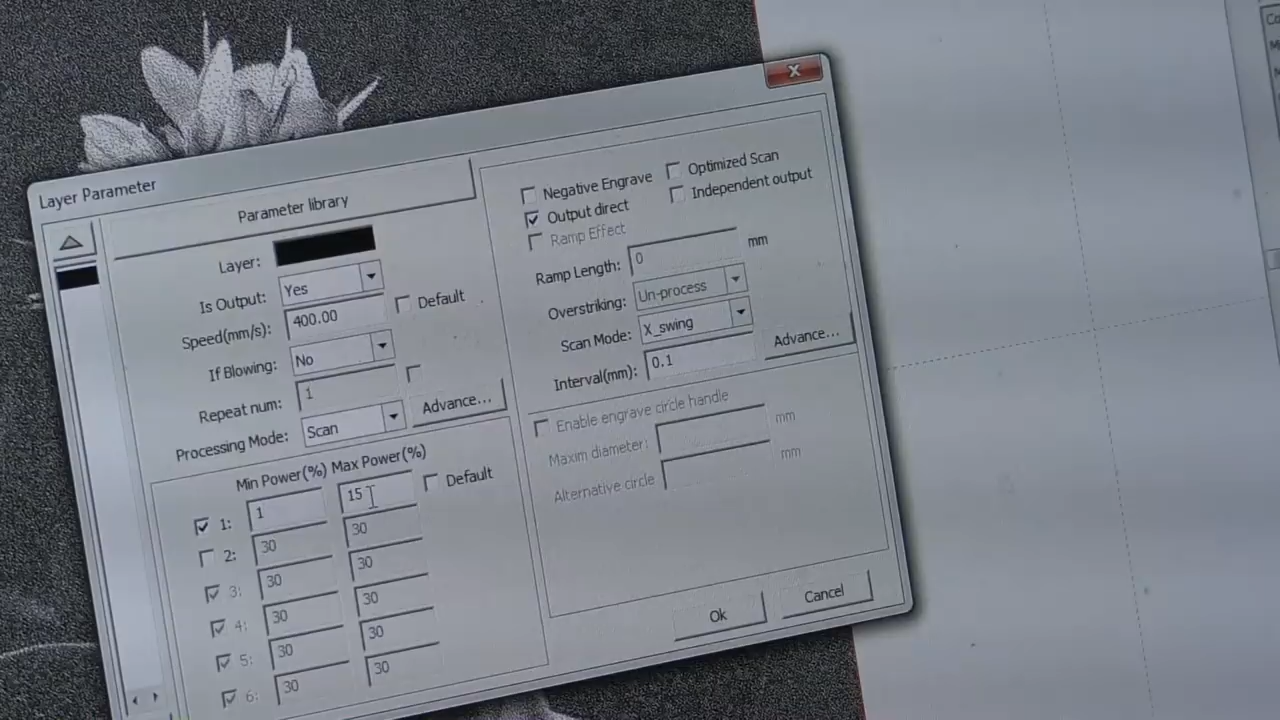 Layer Parameter
Parameter library
Layer:
Is Output: Yes
Speed(mm/s): 400.00
Default
If Blowing: No
Repeat num: 1
Processing Mode: Scan
Advance...
Min Power(%) Max Power(%)
1: 1 15
Default
2: 30 30
3: 30 30
4: 30 30
5: 30 30
6: 30 30
Negative Engrave
Optimized Scan
Output direct
Independent output
Ramp Effect
Ramp Length: 0 mm
Overstriking: Un-process
Scan Mode: X_swing
Advance...
Interval(mm): 0.1
Enable engrave circle handle
Maxim diameter: mm
Alternative circle mm
Ok
Cancel